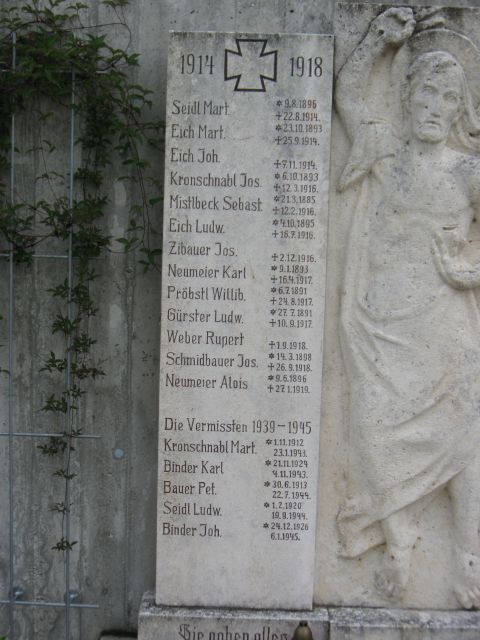 1914 1918
Seidl Mart. * 9.8.1896
+ 22.8.1914.
Eich Mart. * 23.10.1893
+ 25.9.1914.
Eich Joh.
+ 7.11.1914.
Kronschnabl Jos. * 6.10.1893
+ 12.3.1916.
Mistlbeck Sebast. * 21.3.1885
+ 12.2.1916.
Eich Ludw. * 4.10.1895
+ 16.7.1916.
Zibauer Jos.
+ 2.12.1916.
Neumeier Karl * 9.1.1893
+ 16.4.1917.
Pröbstl Willib. * 6.7.1891
+ 24.8.1917.
Gürster Ludw. * 27.7.1891
+ 10.9.1917.
Weber Rupert
+ 1.9.1918.
Schmidbauer Jos. * 14.3.1898
+ 26.9.1918.
Neumeier Alois * 9.6.1896
+ 27.1.1919.
Die Vermissten 1939-1945
Kronschnabl Mart. * 1.11.1912
23.1.1943.
Binder Karl * 21.11.1924
4.11.1943.
Bauer Pet. * 30.6.1913
22.7.1944.
Seidl Ludw. * 1.2.1920
19.9.1944.
Binder Joh. * 24.12.1926
6.1.1945.
Sie gaben alles